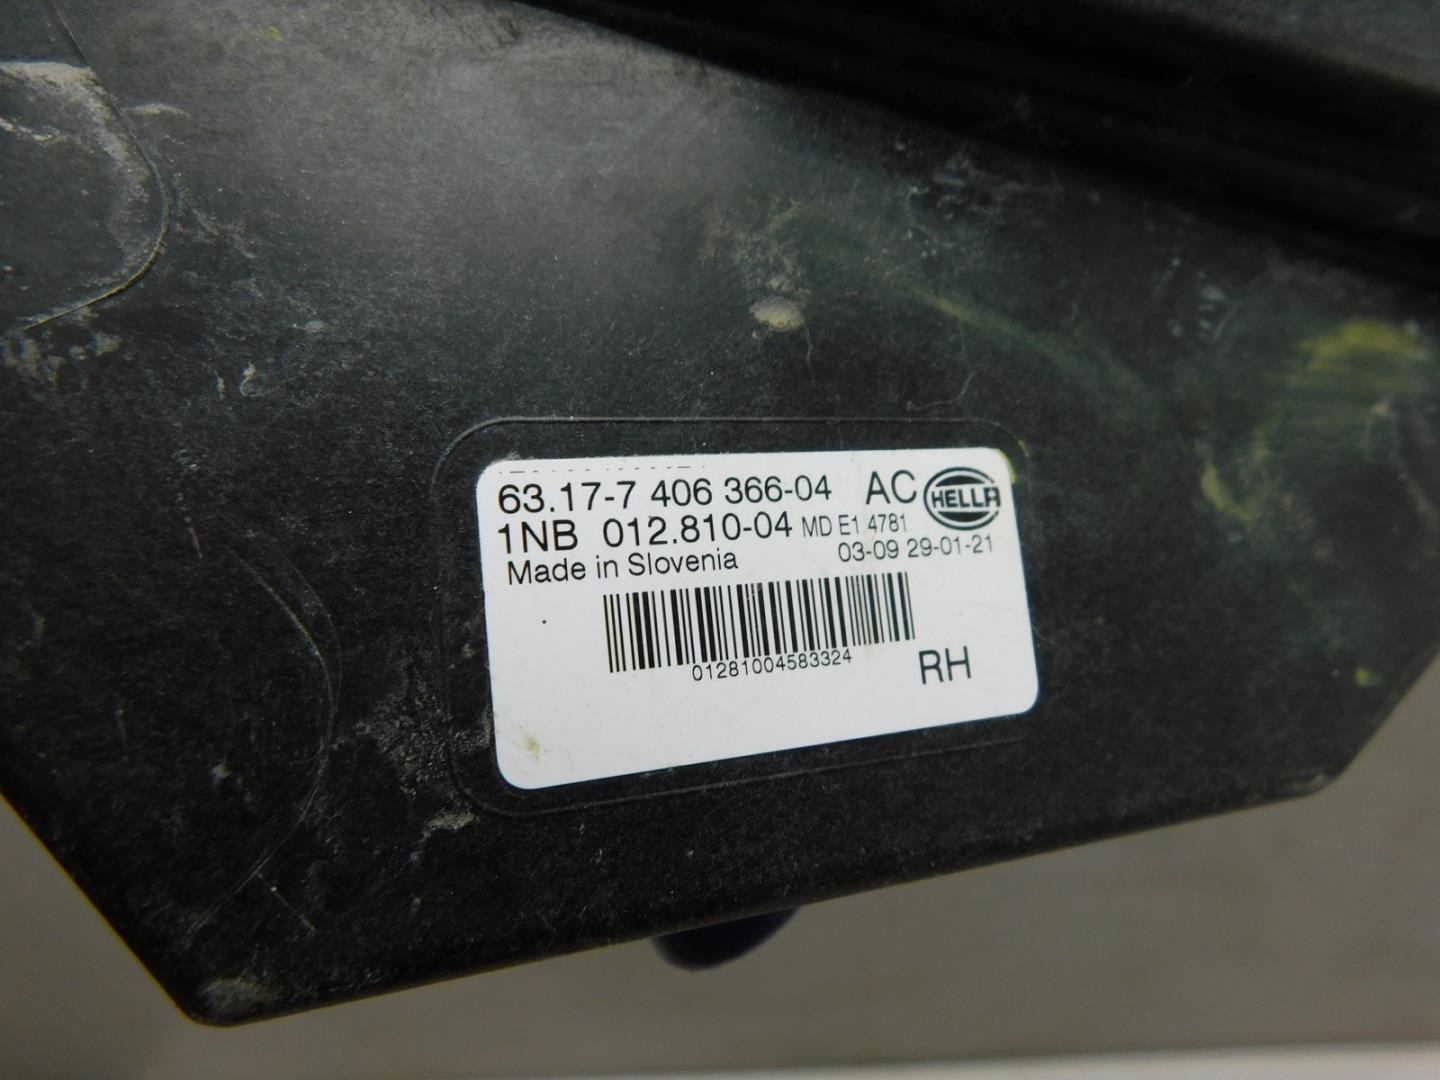 63.17-7 406 366-04 AC HELLA
1NB 012.810-04 MD E1 4781
Made in Slovenia 03-09 29-01-21
01281004583324
RH